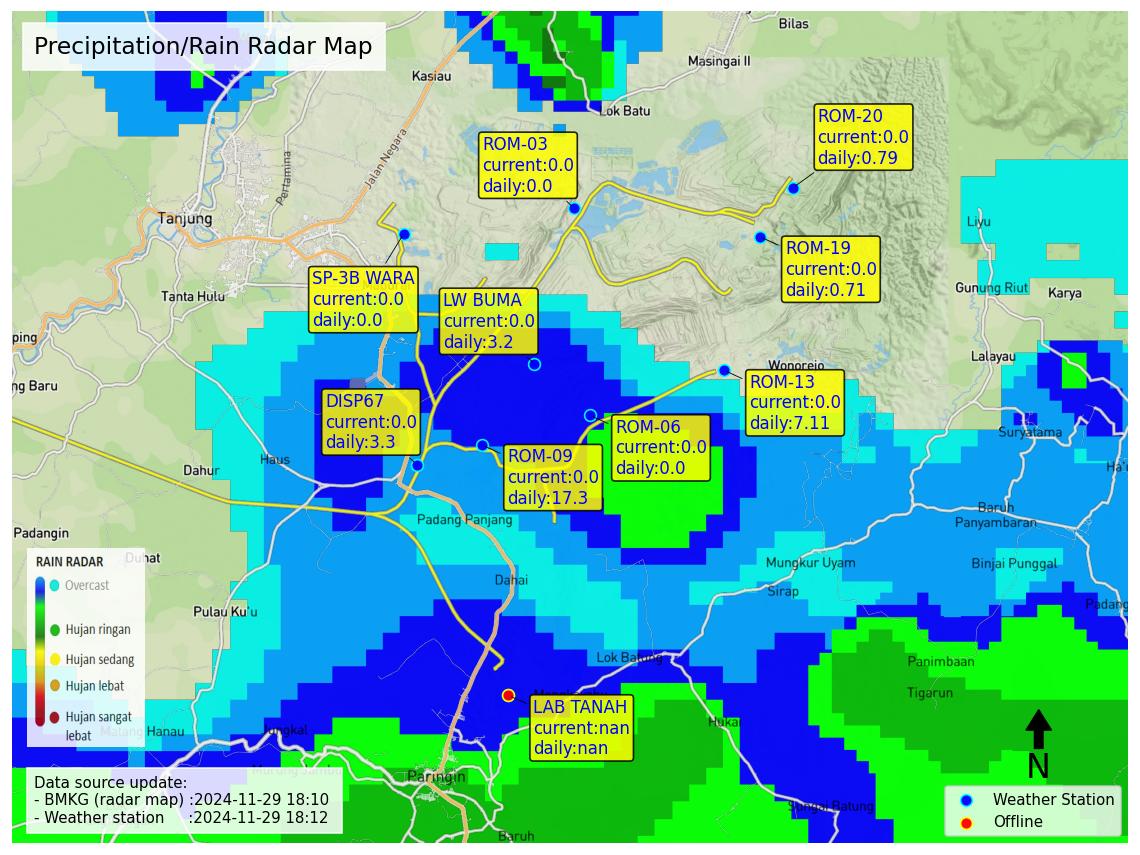 Bilas
Precipitation/Rain Radar Map
Masingai II
Kasiau
Lok Batu
ROM-20
current:0.0
daily:0.79
ROM-03
current:0.0
daily:0.0
Jalan Negara
Pertamina
Tanjung
Liyu
ROM-19
current:0.0
daily:0.71
SP-3B WARA
current:0.0
daily:0.0
Tanta Hulu
LW BUMA
current:0.0
daily:3.2
Gunung Riut
Karya
ping
Lalayau
Wonorejo
ng Baru
ROM-13
current:0.0
daily:7.11
DISP67
current:0.0
daily:3.3
ROM-06
current:0.0
daily:0.0
Suryatama
Haus
Dahur
ROM-09
current:0.0
daily:17.3
Ha'u
Baruh
Panyambaran
Padang Panjang
Padangin
Duhat
Mungkur Uyam
Binjai Punggal
RAIN RADAR
Overcast
Hujan ringan
Hujan sedang
Hujan lebat
Hujan sangat
lebat
Dahai
Sirap
Padang
Pulau Ku'u
Lok Batung
Panimbaan
Tigarun
LAB TANAH
current:nan
daily:nan
Hukai
Matang Hanau
Jungkal
Murung Jambu
Paringin
N
Data source update:
- BMKG (radar map) :2024-11-29 18:10
- Weather station :2024-11-29 18:12
Weather Station
Offline
Sungai Batung
Baruh